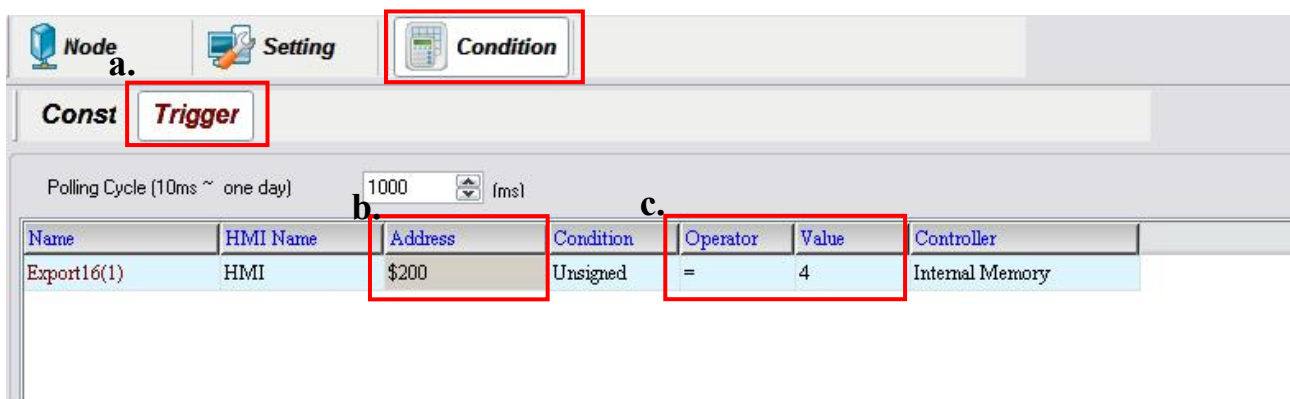 Node Setting Condition
a.
Const Trigger
Polling Cycle (10ms ~ one day) 1000 (ms)
b. c.
Name HMI Name Address Condition Operator Value Controller
Export16(1) HMI $200 Unsigned = 4 Internal Memory